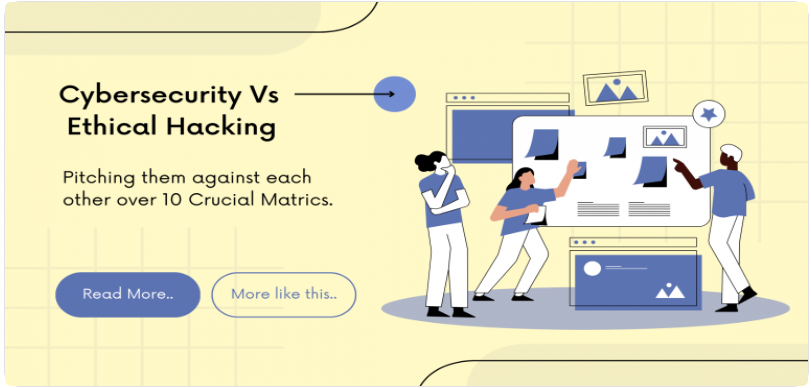 Cybersecurity Vs
Ethical Hacking
Pitching them against each
other over 10 Crucial Matrics.
Read More..
More like this..